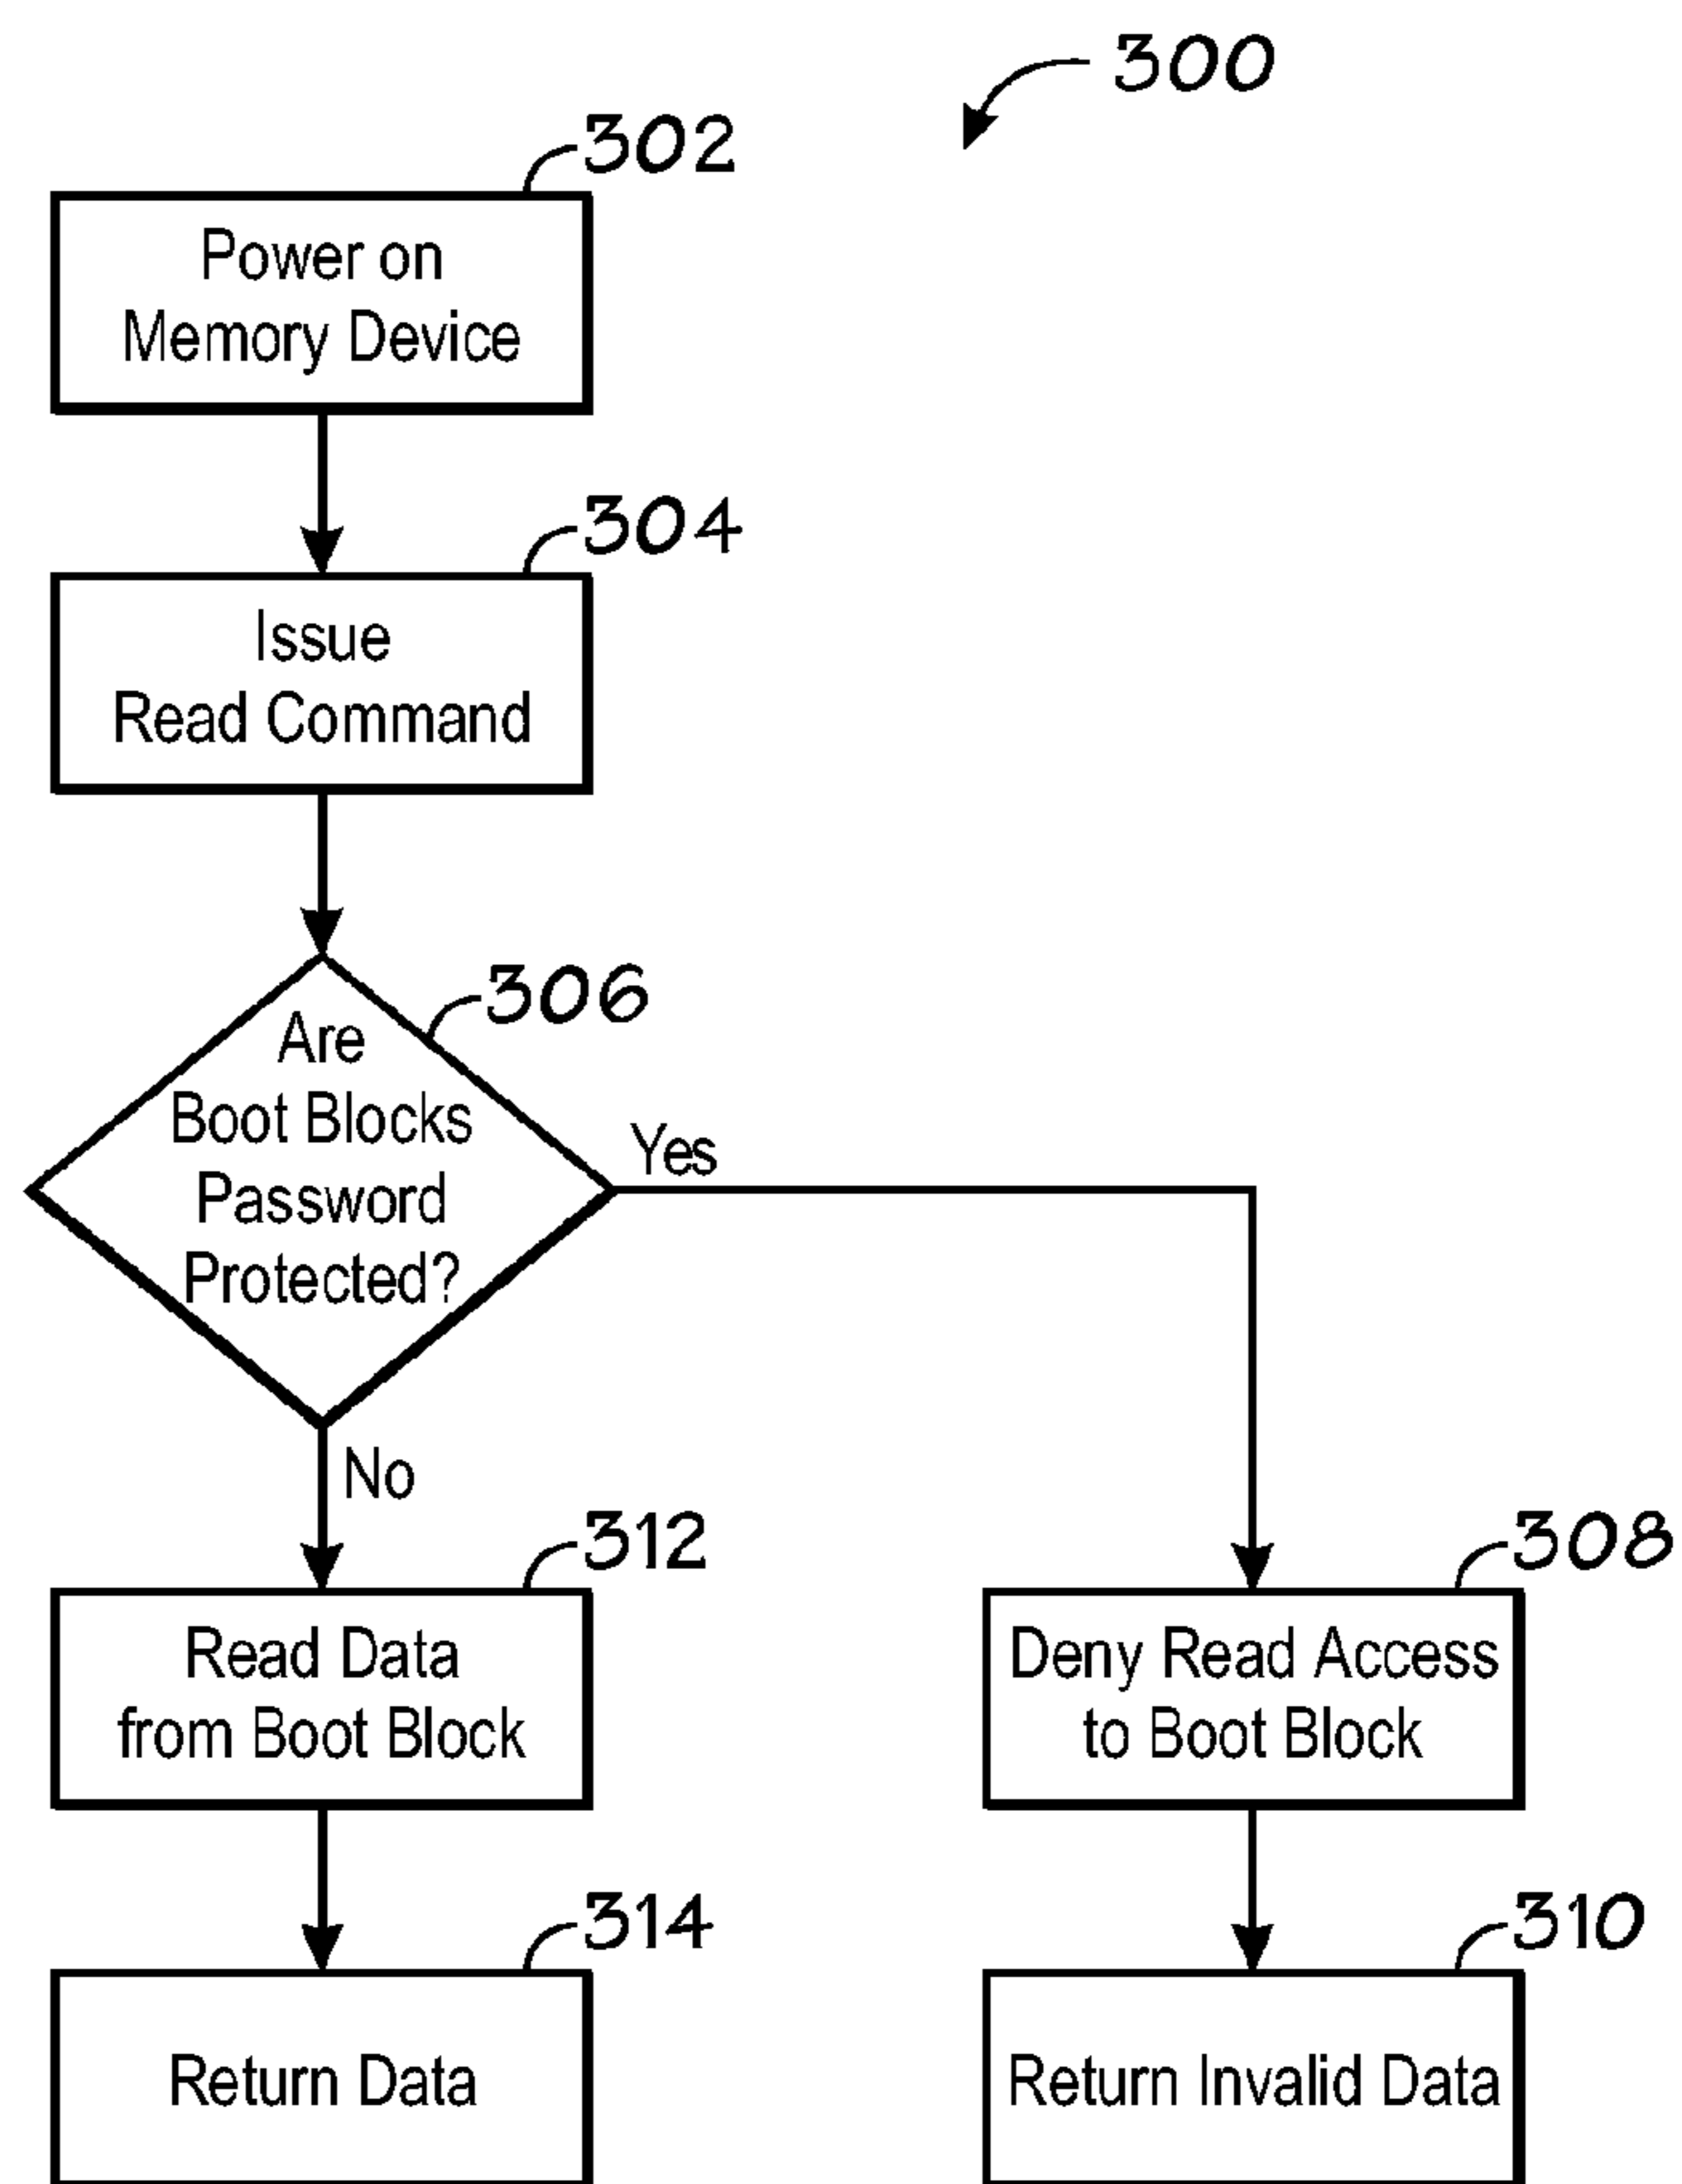 300
302
Power on
Memory Device
304
Issue
Read Command
306
Are
Boot Blocks
Password
Protected?
Yes
No
312
Read Data
from Boot Block
308
Deny Read Access
to Boot Block
314
Return Data
310
Return Invalid Data